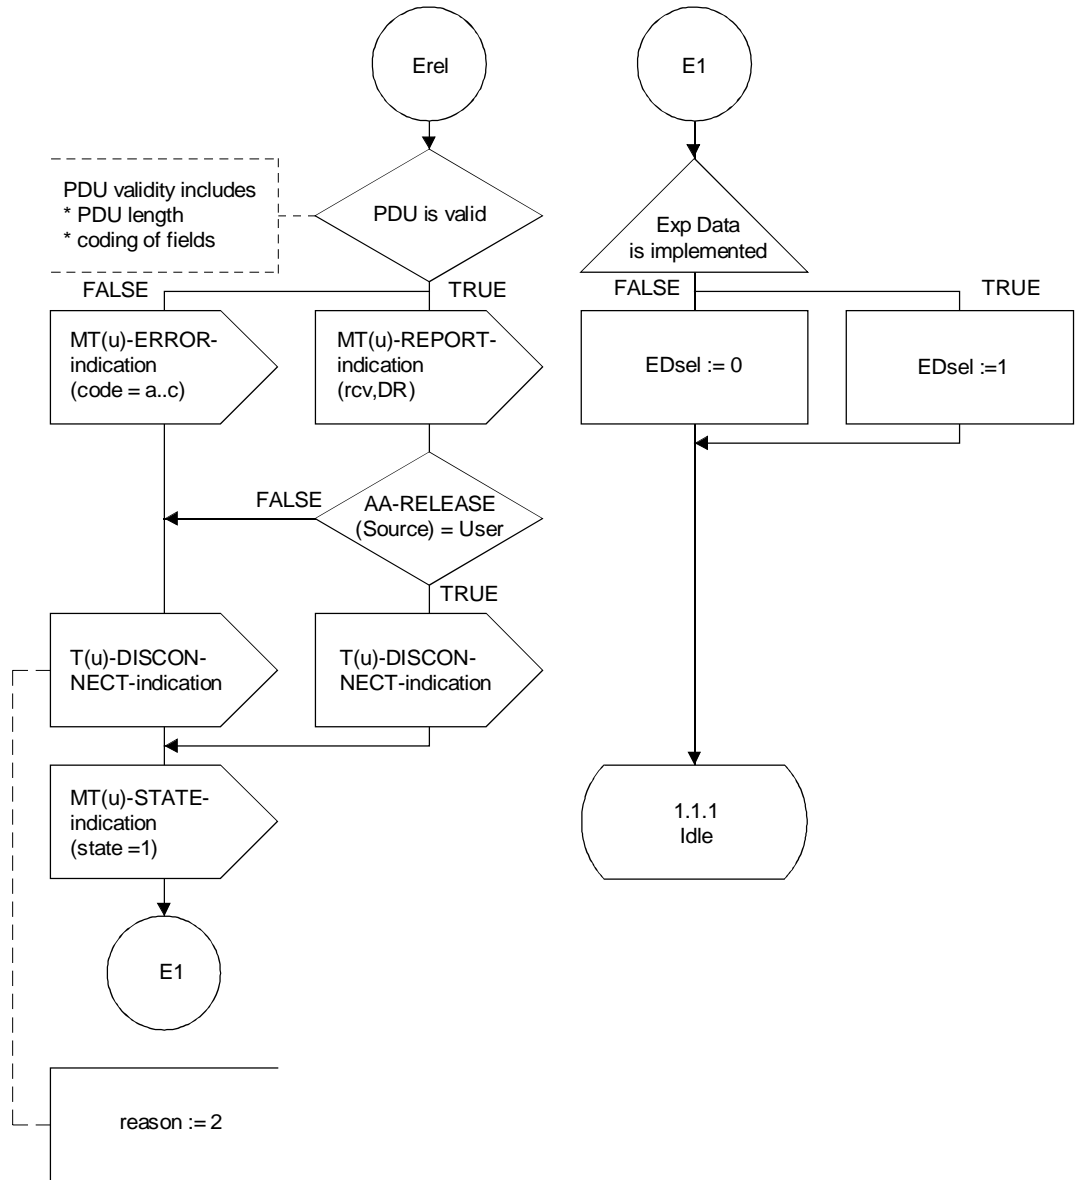 Erel
E1
PDU validity includes
* PDU length
* coding of fields
PDU is valid
Exp Data
is implemented
FALSE
TRUE
FALSE
TRUE
MT(u)-ERROR-
indication
(code = a..c)
MT(u)-REPORT-
indication
(rcv,DR)
EDsel := 0
EDsel :=1
FALSE
AA-RELEASE
(Source) = User
TRUE
T(u)-DISCON-
NECT-indication
T(u)-DISCON-
NECT-indication
MT(u)-STATE-
indication
(state =1)
1.1.1
Idle
E1
reason := 2